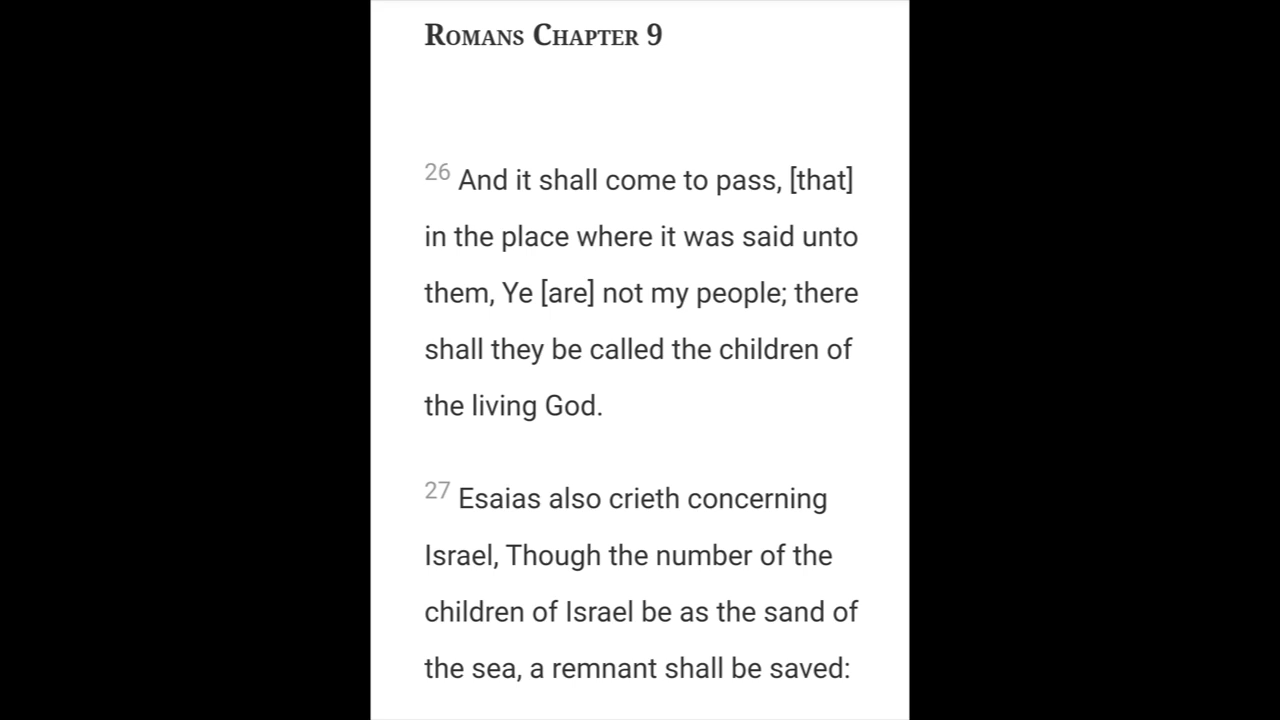 Romans Chapter 9
26 And it shall come to pass, [that]
in the place where it was said unto
them, Ye [are] not my people; there
shall they be called the children of
the living God.
27 Esaias also crieth concerning
Israel, Though the number of the
children of Israel be as the sand of
the sea, a remnant shall be saved: